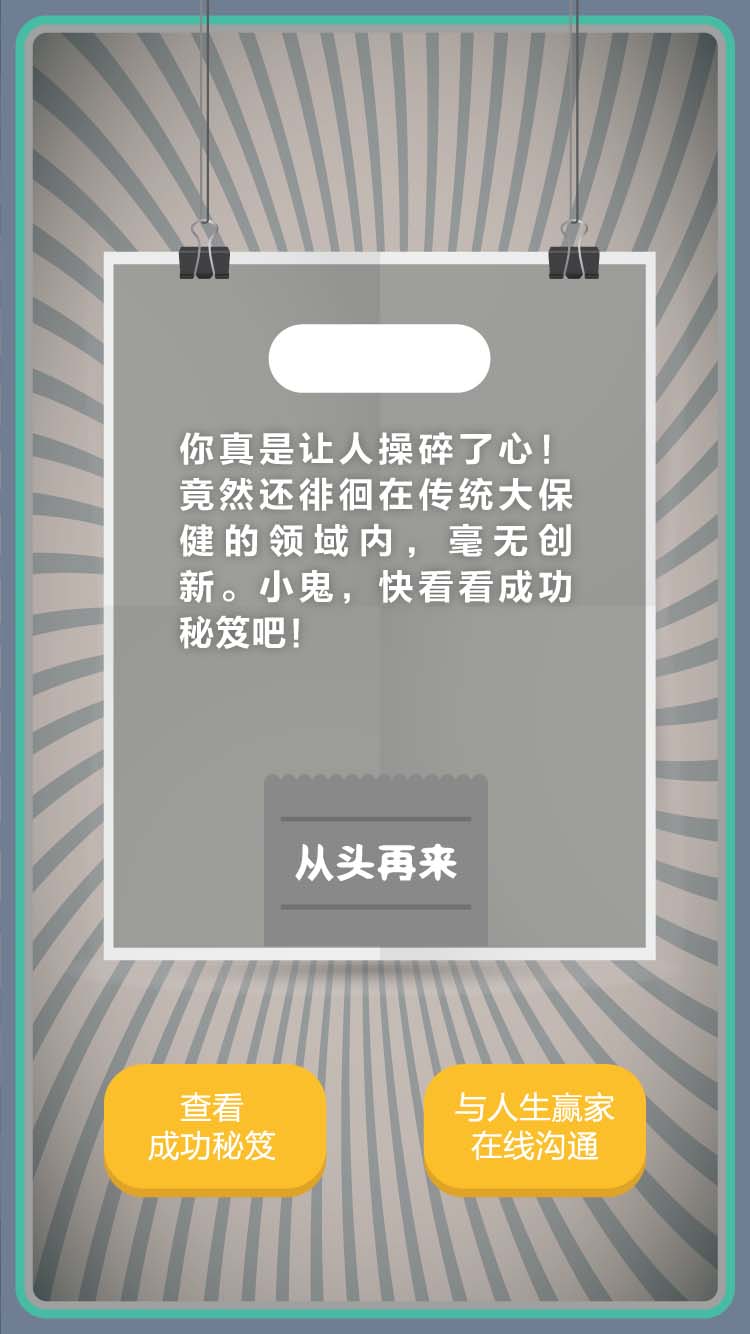 你真是让人操碎了心！
竟然还徘徊在传统大保
健的领域内，毫无创
新。小鬼，快看看成功
秘笈吧！
从头再来
查看
成功秘笈
与人生赢家
在线沟通